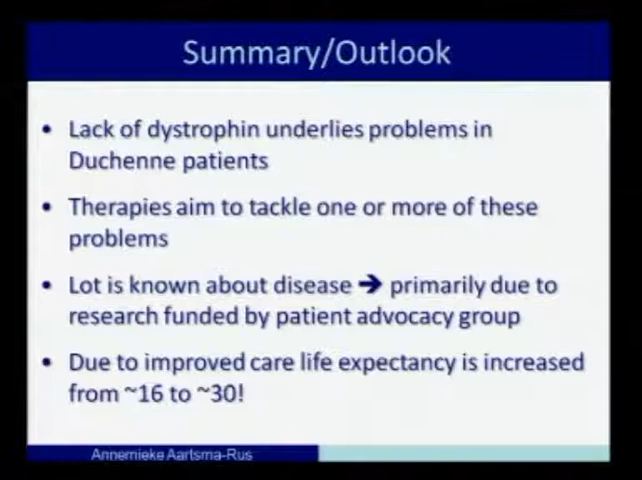 Summary/Outlook
• Lack of dystrophin underlies problems in
Duchenne patients
• Therapies aim to tackle one or more of these
problems
• Lot is known about disease ➔ primarily due to
research funded by patient advocacy group
• Due to improved care life expectancy is increased
from ~16 to ~30!
Annemieke Aartsma-Rus